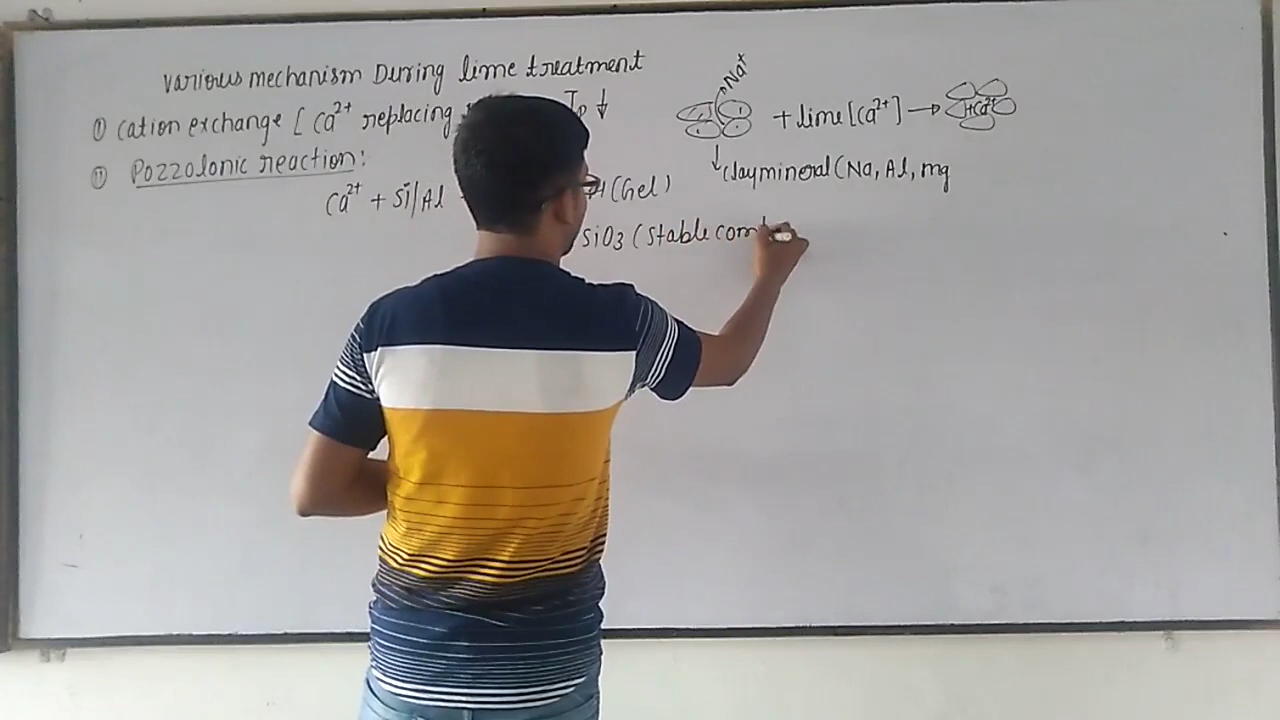 various mechanism During lime treatment
① cation exchange [ Ca²⁺ replacing
↓
Na⁺
+ lime [Ca²⁺] →
+Ca²⁺
↓ Claymineral (Na, Al, mg
⑪ Pozzolonic reaction:
Ca²⁺ + Si/Al
(Gel)
SiO3 (stable com